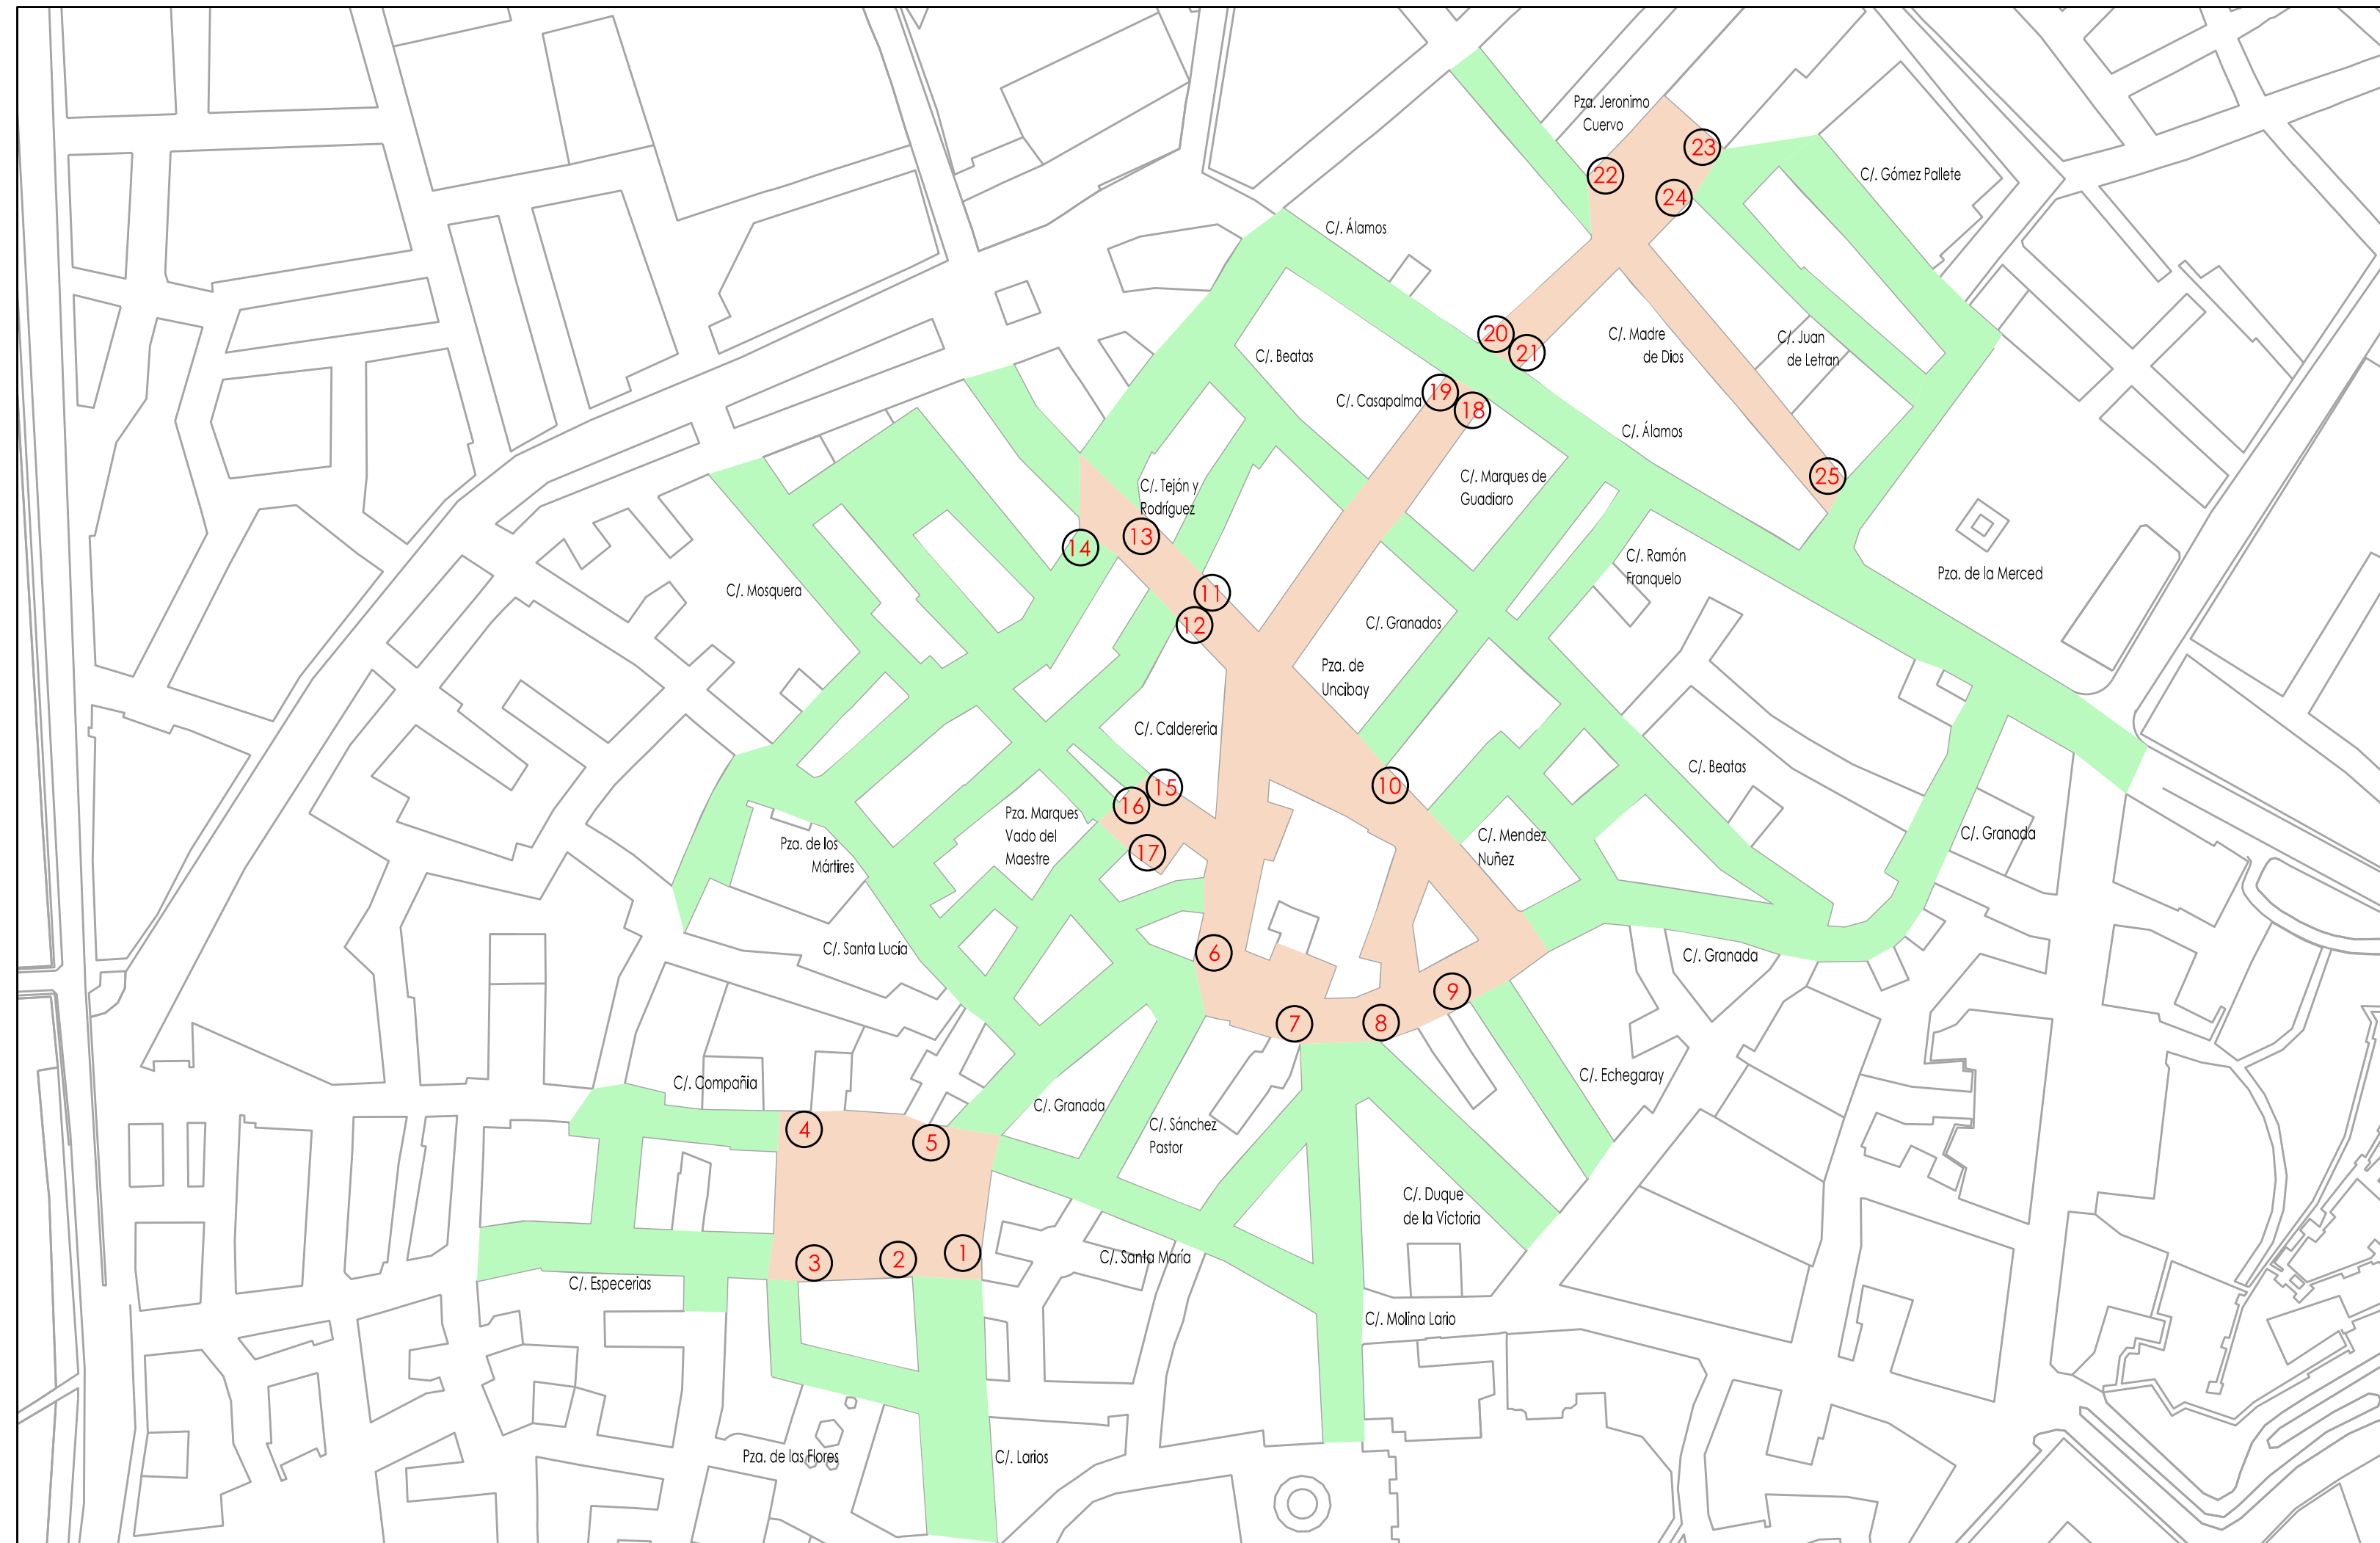 Pza. Jeronimo
Cuervo
23
22
C/. Gómez Pallete
24
C/. Álamos
20
21
C/. Madre
de Dios
C/. Juan
de Letran
C/. Beatas
19
C/. Casapalma
18
C/. Álamos
C/. Marques de
Guadiaro
25
C/. Tejón y
Rodríguez
13
14
C/. Ramón
Franquelo
Pza. de la Merced
C/. Mosquera
11
12
C/. Granados
Pza. de
Uncibay
C/. Caldereria
C/. Beatas
15
10
16
Pza. Marques
Vado del
Maestre
Pza. de los
Mártires
17
C/. Mendez
Nuñez
C/. Granada
C/. Santa Lucía
6
C/. Granada
9
7
8
C/. Compañia
C/. Echegaray
C/. Granada
4
5
C/. Sánchez
Pastor
C/. Duque
de la Victoria
3
2
1
C/. Santa María
C/. Especerias
C/. Molina Lario
Pza. de las Flores
C/. Larios